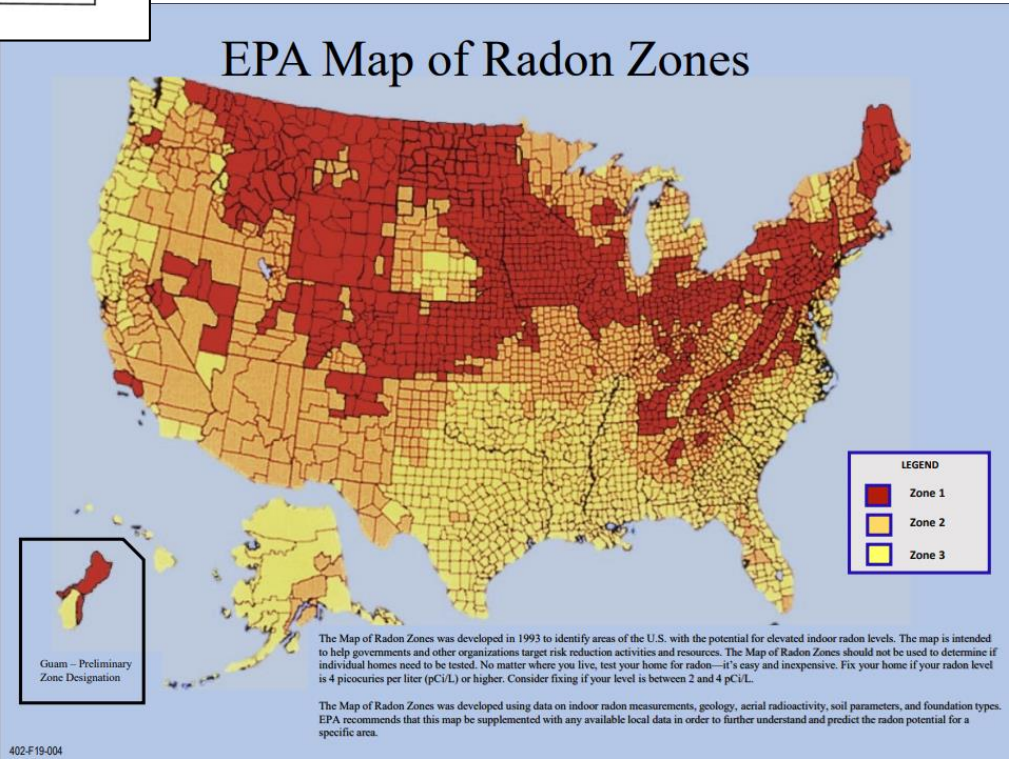 EPA Map of Radon Zones
LEGEND
Zone 1
Zone 2
Zone 3
Guam – Preliminary
Zone Designation
The Map of Radon Zones was developed in 1993 to identify areas of the U.S. with the potential for elevated indoor radon levels. The map is intended
to help governments and other organizations target risk reduction activities and resources. The Map of Radon Zones should not be used to determine if
individual homes need to be tested. No matter where you live, test your home for radon—it's easy and inexpensive. Fix your home if your radon level
is 4 picocuries per liter (pCi/L) or higher. Consider fixing if your level is between 2 and 4 pCi/L.
The Map of Radon Zones was developed using data on indoor radon measurements, geology, aerial radioactivity, soil parameters, and foundation types.
EPA recommends that this map be supplemented with any available local data in order to further understand and predict the radon potential for a
specific area.
402-F19-004